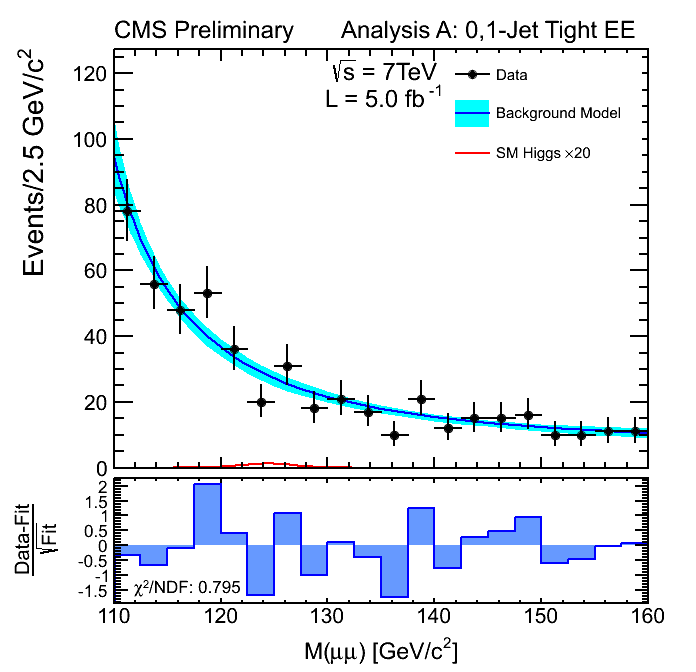 CMS Preliminary Analysis A: 0,1-Jet Tight EE
√s = 7TeV
L = 5.0 fb⁻¹
Data
Background Model
SM Higgs ×20
Events/2.5 GeV/c²
120
100
80
60
40
20
0
Data-Fit
√Fit
2
1.5
0.5
0
-0.5
-1.5
χ²/NDF: 0.795
110 120 130 140 150 160
M(μμ) [GeV/c²]